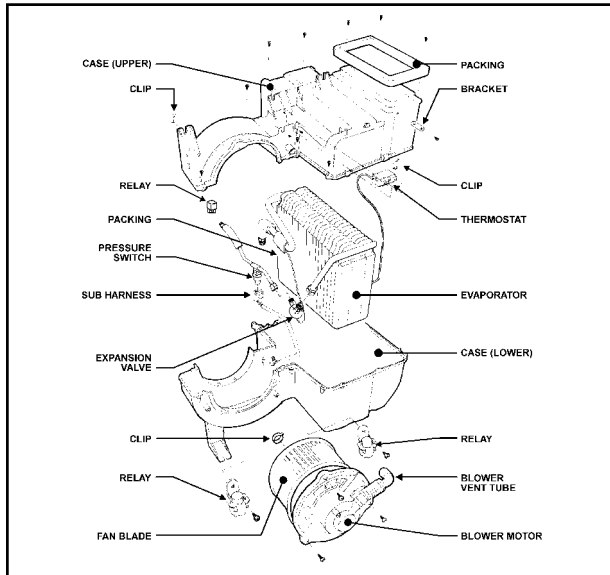 CASE (UPPER)
CLIP
RELAY
PACKING
PRESSURE
SWITCH
SUB HARNESS
EXPANSION
VALVE
CLIP
RELAY
FAN BLADE
PACKING
BRACKET
CLIP
THERMOSTAT
EVAPORATOR
CASE (LOWER)
RELAY
BLOWER
VENT TUBE
BLOWER MOTOR